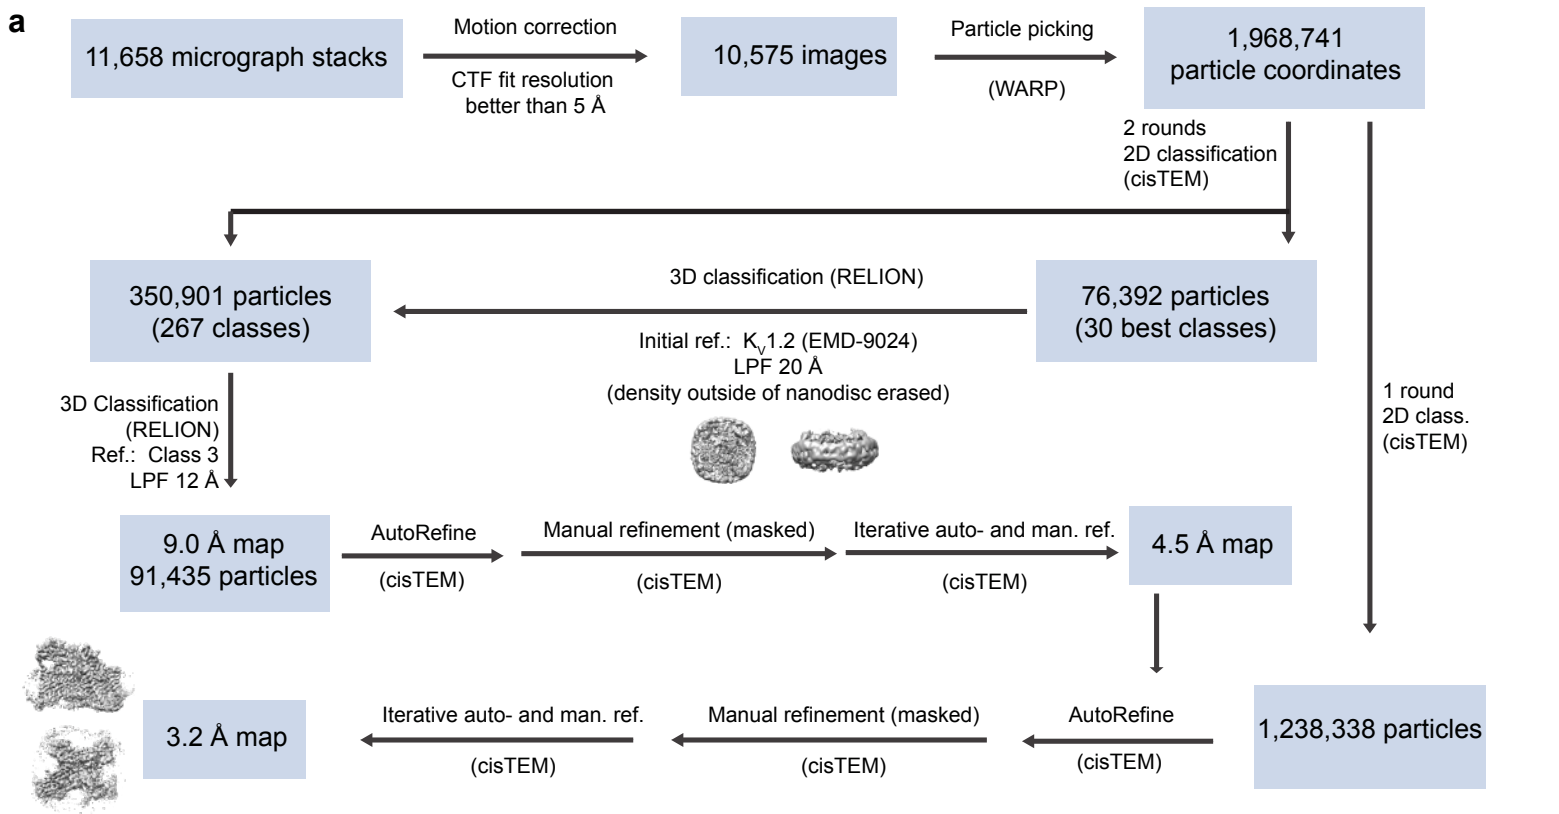 a
11,658 micrograph stacks
Motion correction
CTF fit resolution
better than 5 Å
10,575 images
Particle picking
(WARP)
1,968,741
particle coordinates
2 rounds
2D classification
(cisTEM)
350,901 particles
(267 classes)
3D classification (RELION)
Initial ref.: KV1.2 (EMD-9024)
LPF 20 Å
(density outside of nanodisc erased)
76,392 particles
(30 best classes)
1 round
2D class.
(cisTEM)
3D Classification
(RELION)
Ref.: Class 3
LPF 12 Å
9.0 Å map
91,435 particles
AutoRefine
(cisTEM)
Manual refinement (masked)
(cisTEM)
Iterative auto- and man. ref.
(cisTEM)
4.5 Å map
3.2 Å map
Iterative auto- and man. ref.
(cisTEM)
Manual refinement (masked)
(cisTEM)
AutoRefine
(cisTEM)
1,238,338 particles